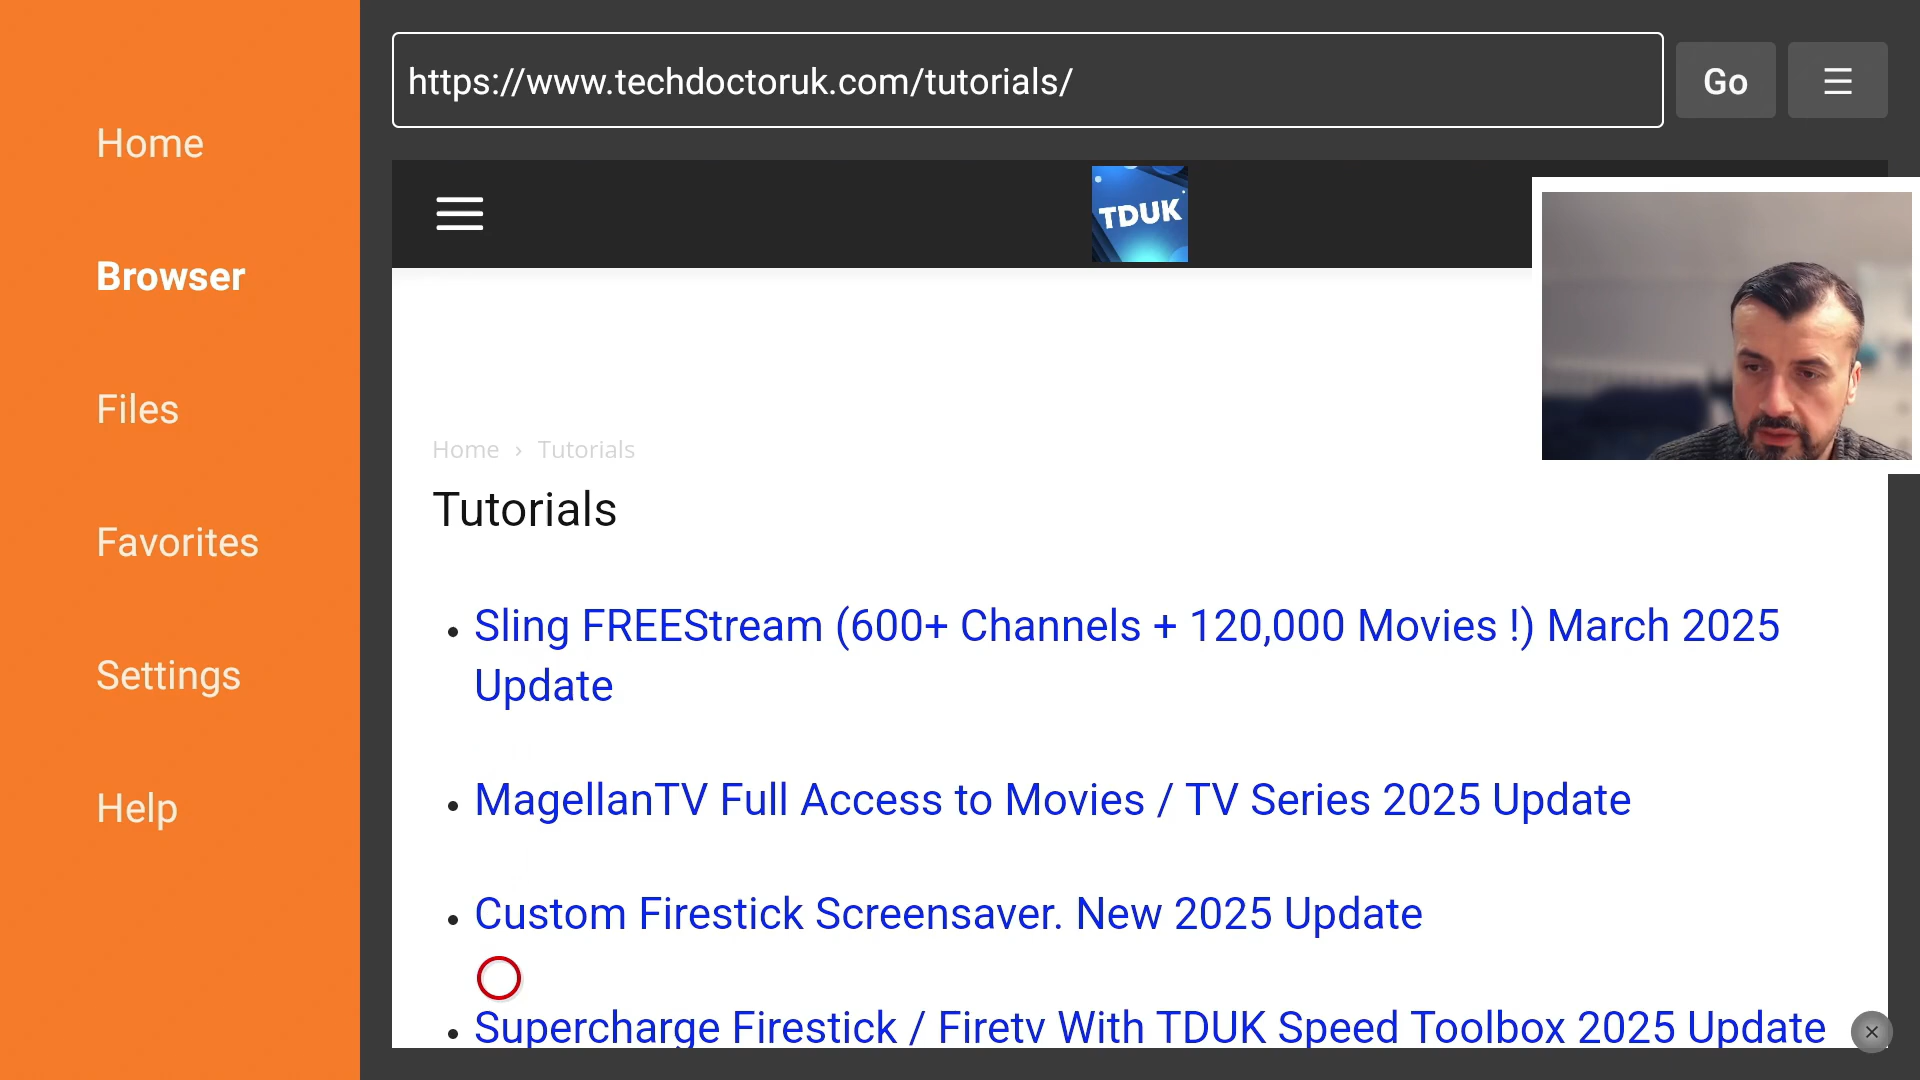 Home
Browser
Files
Favorites
Settings
Help
https://www.techdoctoruk.com/tutorials/
Go
TDUK
Home › Tutorials
Tutorials
• Sling FREEStream (600+ Channels + 120,000 Movies !) March 2025
Update
• MagellanTV Full Access to Movies / TV Series 2025 Update
• Custom Firestick Screensaver. New 2025 Update
• Supercharge Firestick / Firetv With TDUK Speed Toolbox 2025 Update